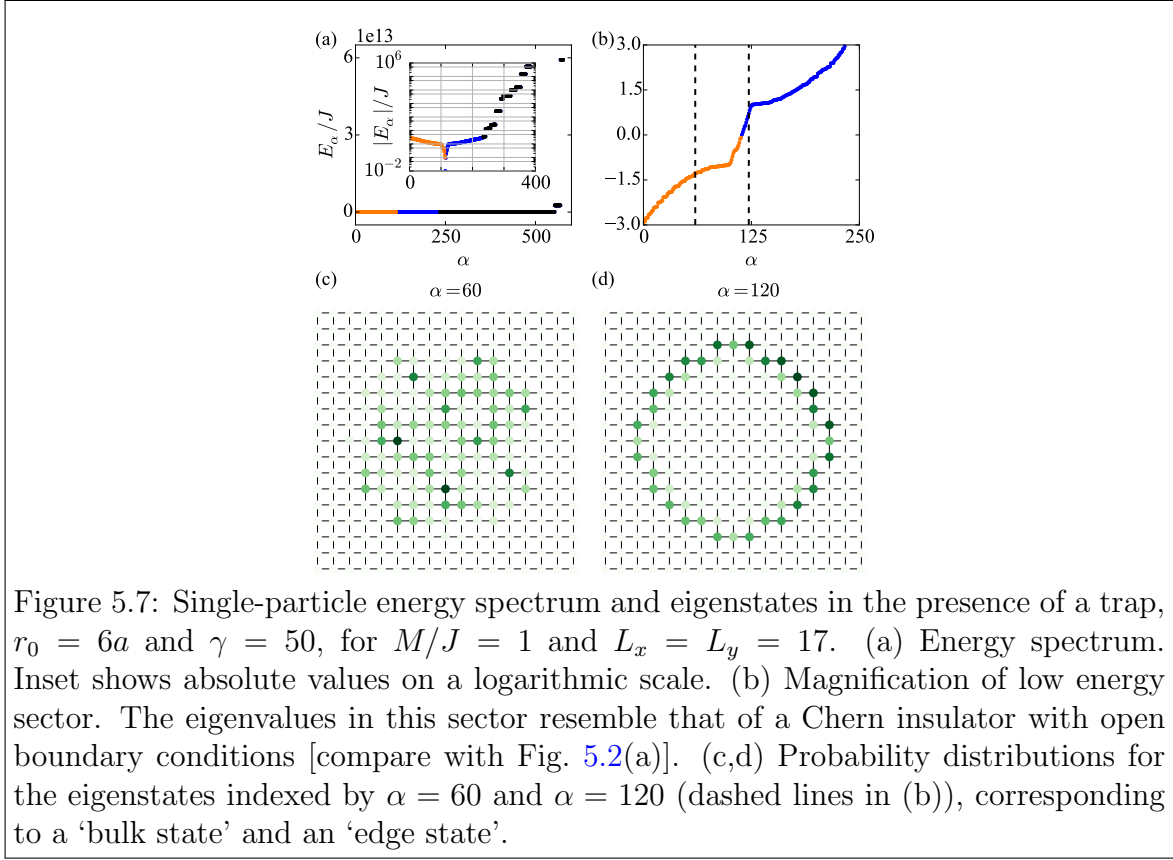 (a)
1e13
6
3
0
E_α/J
10^6
10^{-2}
|E_α|/J
0
400
0
250
500
α
(b)
3.0
1.5
0.0
−1.5
−3.0
0
125
250
α
(c)
α=60
(d)
α=120
Figure 5.7: Single-particle energy spectrum and eigenstates in the presence of a trap,
r_0 = 6a and γ = 50, for M/J = 1 and L_x = L_y = 17. (a) Energy spectrum.
Inset shows absolute values on a logarithmic scale. (b) Magnification of low energy
sector. The eigenvalues in this sector resemble that of a Chern insulator with open
boundary conditions [compare with Fig. 5.2(a)]. (c,d) Probability distributions for
the eigenstates indexed by α = 60 and α = 120 (dashed lines in (b)), corresponding
to a ‘bulk state’ and an ‘edge state’.